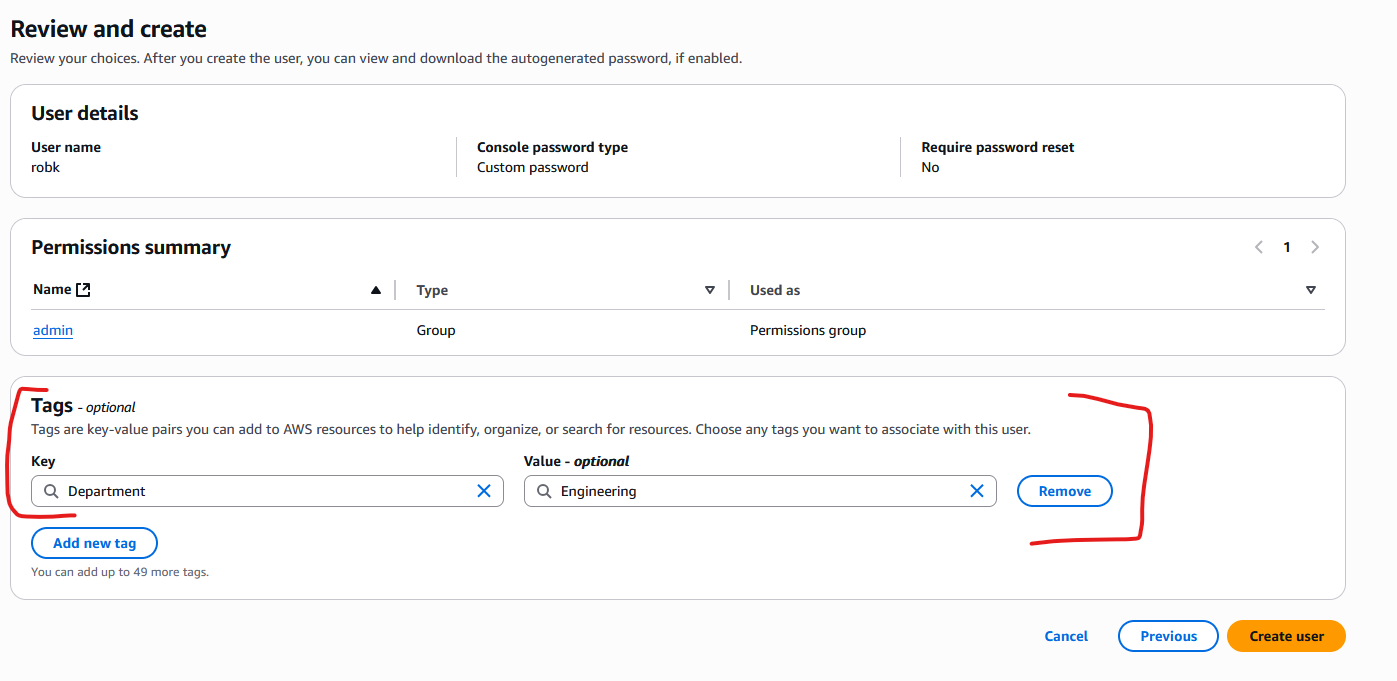 Review and create
Review your choices. After you create the user, you can view and download the autogenerated password, if enabled.
User details
User name
robk
Console password type
Custom password
Require password reset
No
Permissions summary
1
Name Type Used as
admin Group Permissions group
Tags - optional
Tags are key-value pairs you can add to AWS resources to help identify, organize, or search for resources. Choose any tags you want to associate with this user.
Key Value - optional
Department Engineering Remove
Add new tag
You can add up to 49 more tags.
Cancel Previous Create user